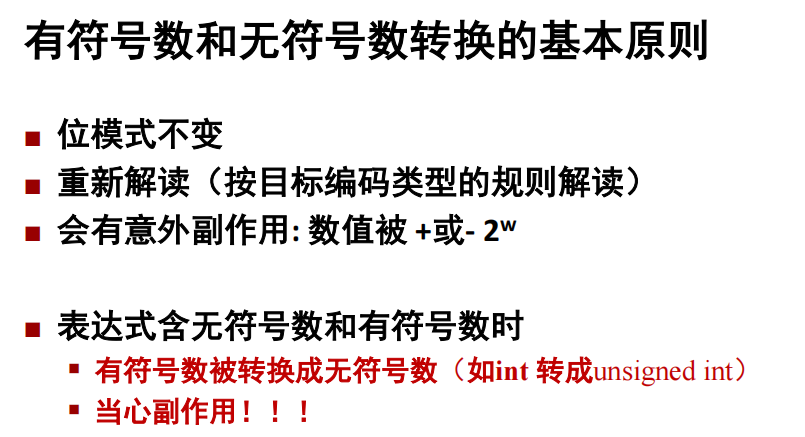 有符号数和无符号数转换的基本原则
■ 位模式不变
■ 重新解读（按目标编码类型的规则解读）
■ 会有意外副作用: 数值被 +或- 2ʷ
■ 表达式含无符号数和有符号数时
▪ 有符号数被转换成无符号数（如int 转成unsigned int）
▪ 当心副作用！！！